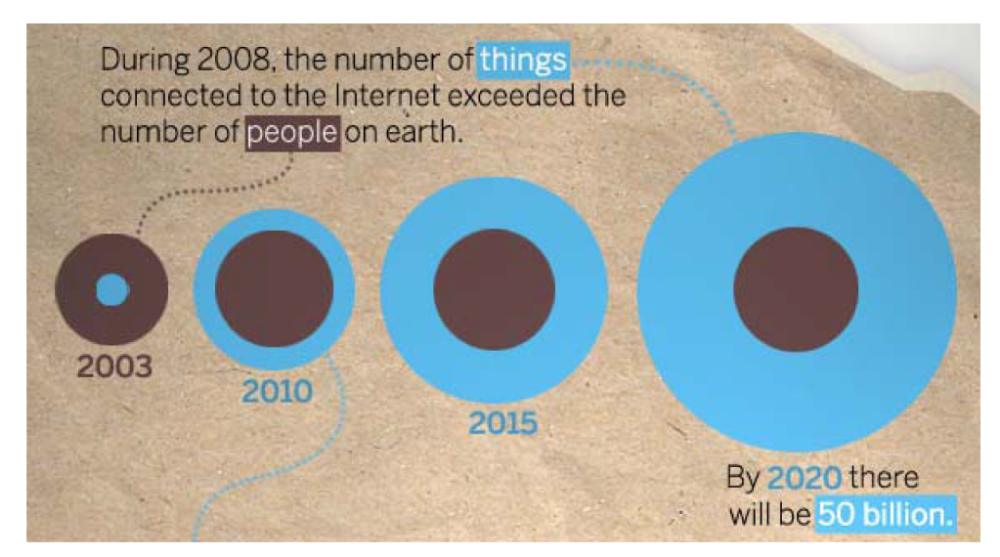 During 2008, the number of things
connected to the Internet exceeded the
number of people on earth.
2003
2010
2015
By 2020 there
will be 50 billion.